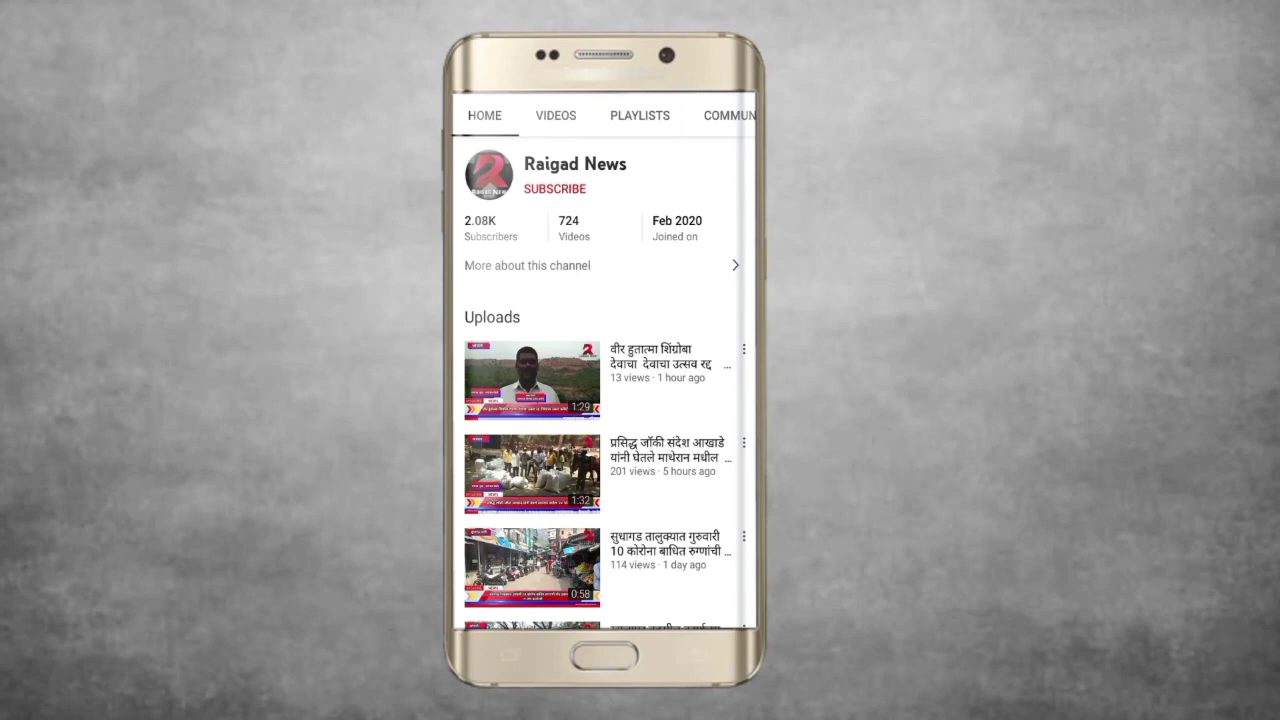 HOME VIDEOS PLAYLISTS COMMUN
Raigad News
SUBSCRIBE
2.08K 724 Feb 2020
Subscribers Videos Joined on
More about this channel
Uploads
वीर हुतात्मा शिंग्रोबा
देवाचा देवाचा उत्सव रद्द ...
13 views · 1 hour ago
1:29
प्रसिद्ध जॉकी संदेश आखाडे
यांनी घेतले माथेरान मधील ...
201 views · 5 hours ago
1:32
सुधागड तालुक्यात गुरुवारी
10 कोरोना बाधित रुग्णांची ...
114 views · 1 day ago
0:58